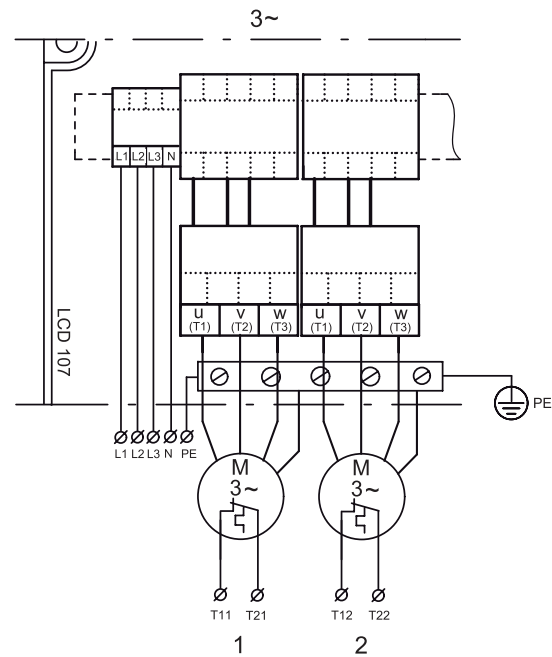 3~
L1 L2 L3 N
u v w u v w
(T1) (T2) (T3) (T1) (T2) (T3)
LCD 107
PE
L1 L2 L3 N PE
M M
3~ 3~
T11 T21 T12 T22
1 2